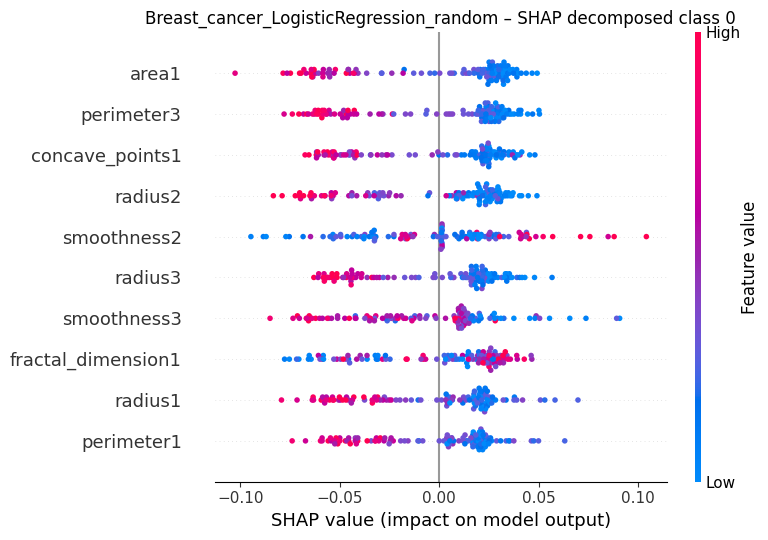 Breast_cancer_LogisticRegression_random – SHAP decomposed class 0
High
area1
perimeter3
concave_points1
radius2
smoothness2
radius3
smoothness3
fractal_dimension1
radius1
perimeter1
Feature value
Low
−0.10 −0.05 0.00 0.05 0.10
SHAP value (impact on model output)